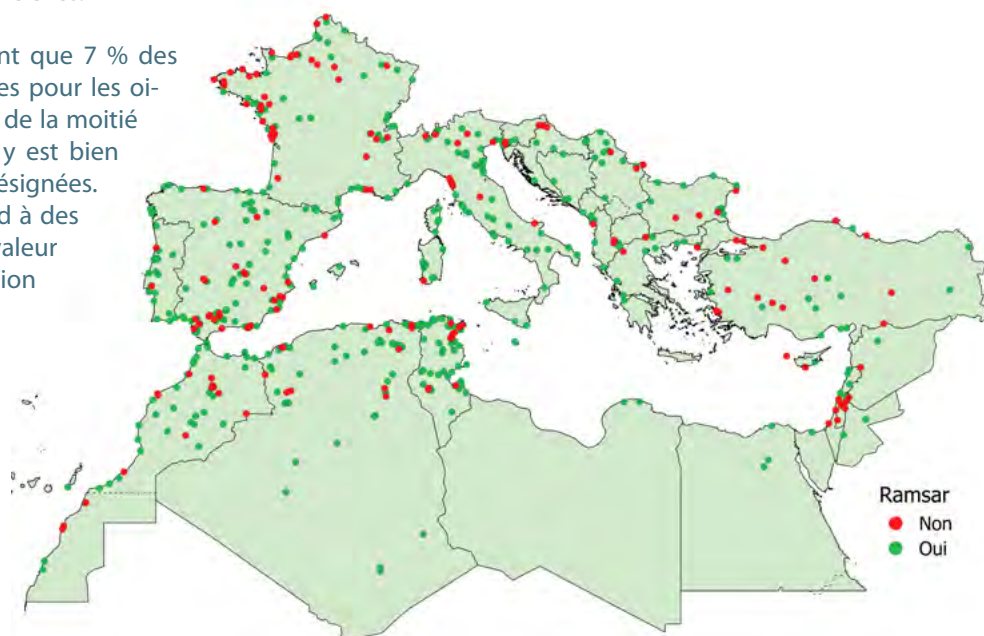 nt que 7 % des
es pour les oi-
de la moitié
y est bien
ésignées.
d à des
valeur
ion
Ramsar
Non
Oui